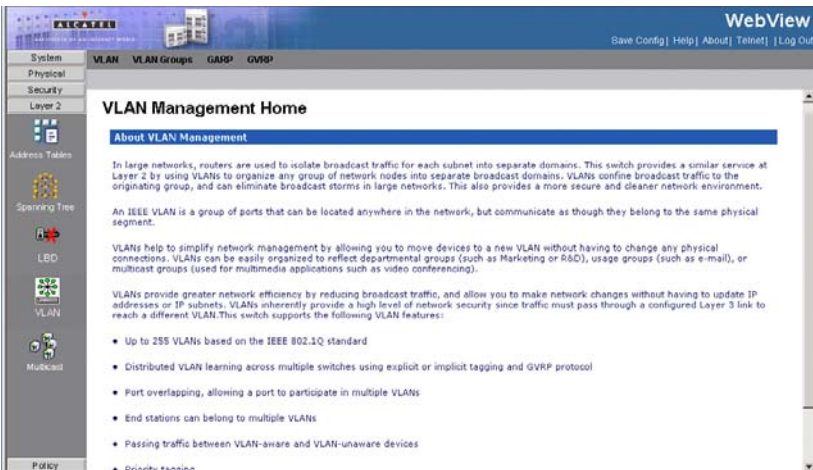 ALCATEL
WebView
Save Config| Help| About| Telnet| |Log Out
System
Physical
Security
Layer 2
Address Tables
Spanning Tree
LBD
VLAN
Multicast
Policy
VLAN VLAN Groups GARP GVRP
VLAN Management Home
About VLAN Management
In large networks, routers are used to isolate broadcast traffic for each subnet into separate domains. This switch provides a similar service at
Layer 2 by using VLANs to organize any group of network nodes into separate broadcast domains. VLANs confine broadcast traffic to the
originating group, and can eliminate broadcast storms in large networks. This also provides a more secure and cleaner network environment.
An IEEE VLAN is a group of ports that can be located anywhere in the network, but communicate as though they belong to the same physical
segment.
VLANs help to simplify network management by allowing you to move devices to a new VLAN without having to change any physical
connections. VLANs can be easily organized to reflect departmental groups (such as Marketing or R&D), usage groups (such as e-mail), or
multicast groups (used for multimedia applications such as video conferencing).
VLANs provide greater network efficiency by reducing broadcast traffic, and allow you to make network changes without having to update IP
addresses or IP subnets. VLANs inherently provide a high level of network security since traffic must pass through a configured Layer 3 link to
reach a different VLAN.This switch supports the following VLAN features:
• Up to 255 VLANs based on the IEEE 802.1Q standard
• Distributed VLAN learning across multiple switches using explicit or implicit tagging and GVRP protocol
• Port overlapping, allowing a port to participate in multiple VLANs
• End stations can belong to multiple VLANs
• Passing traffic between VLAN-aware and VLAN-unaware devices
• Priority tagging